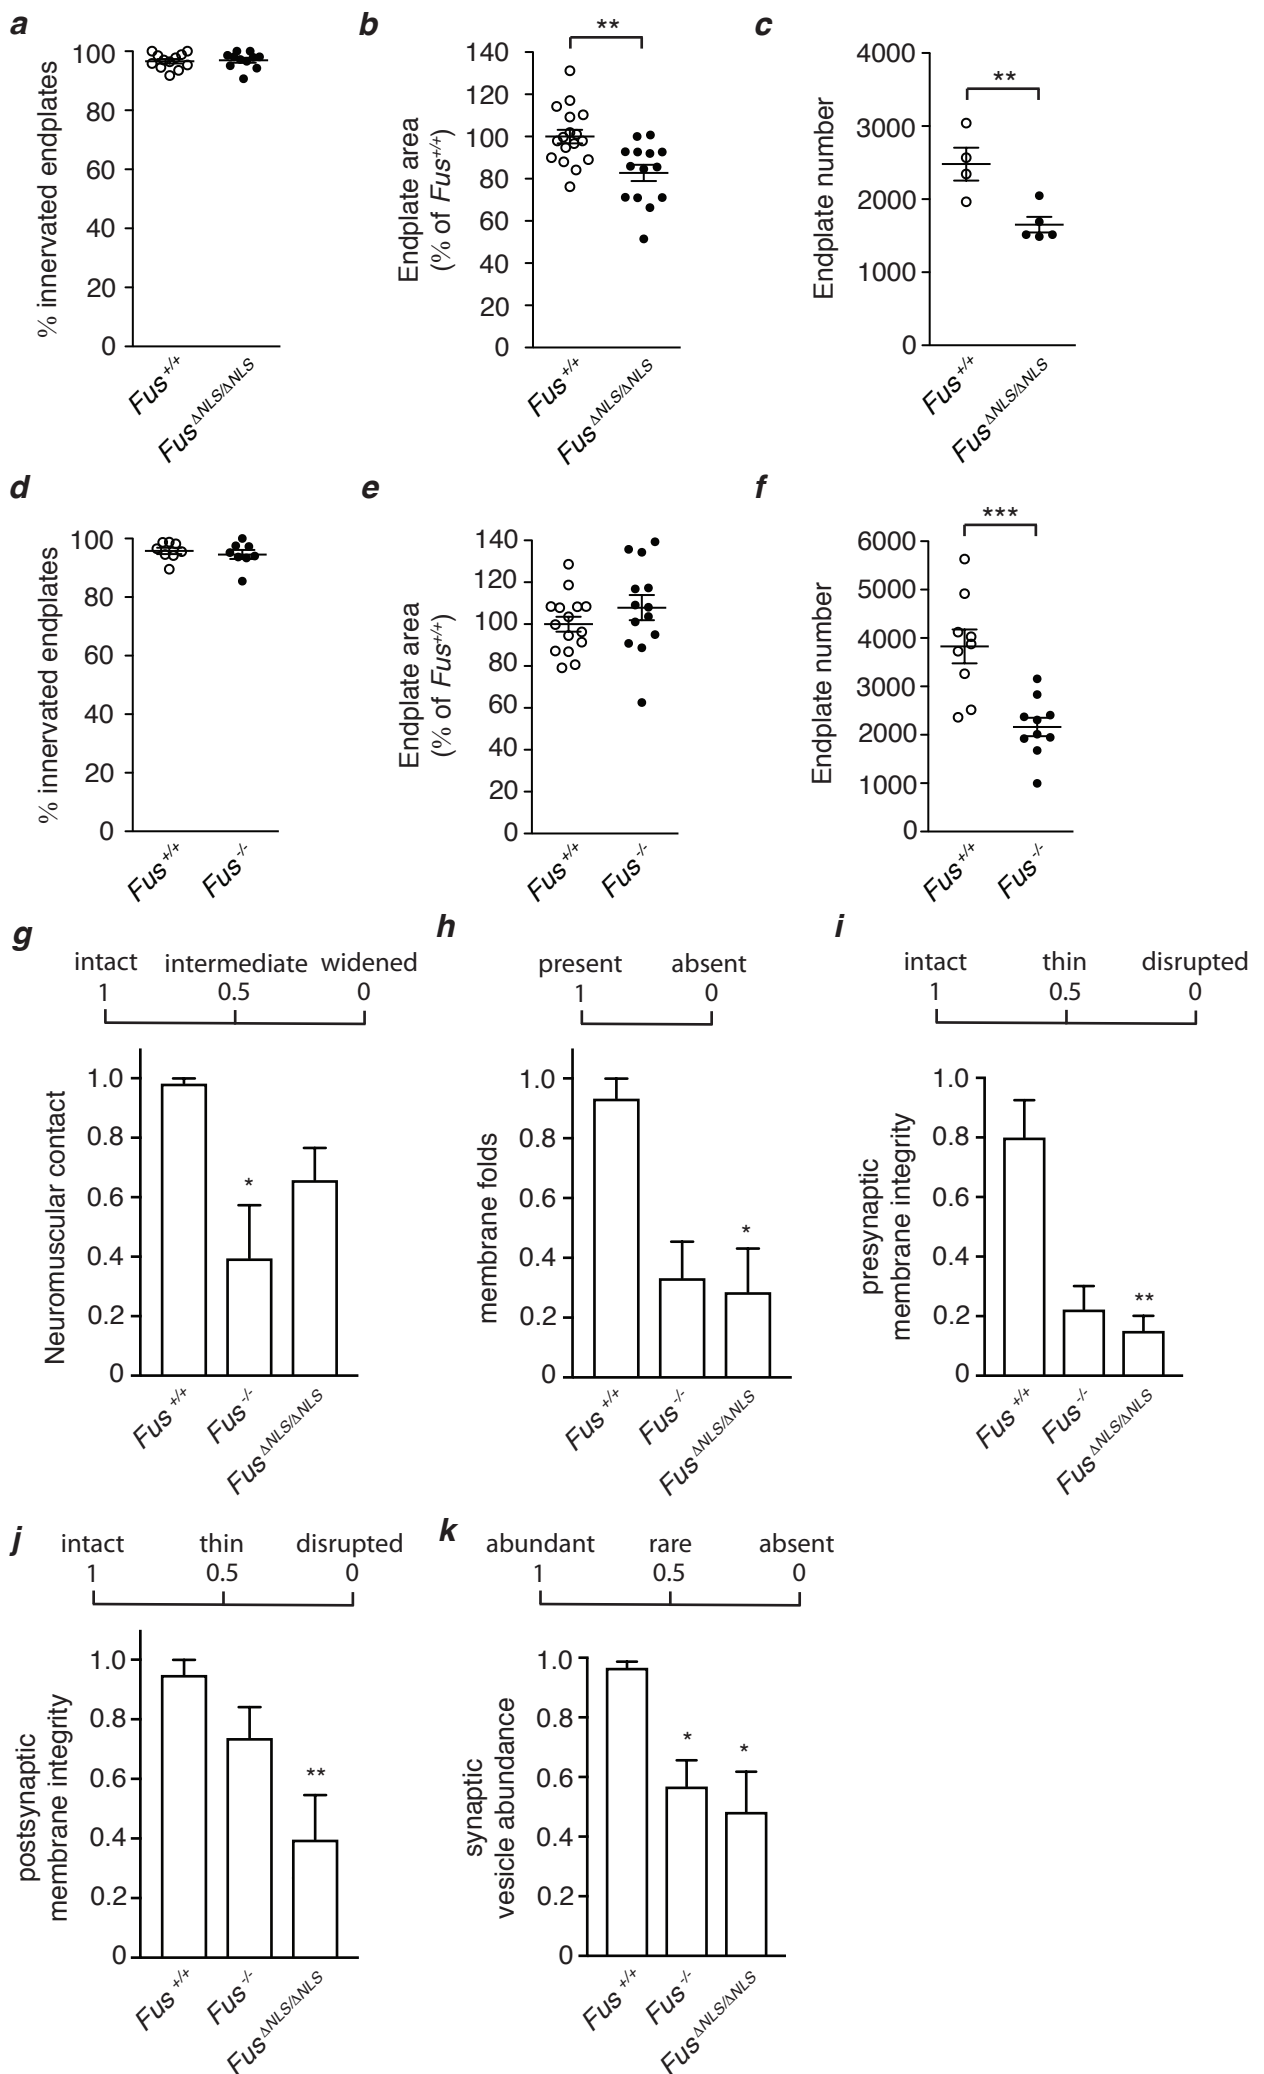 a
% innervated endplates
100
80
60
40
20
0
Fus+/+
FusΔNLS/ΔNLS
b
**
Endplate area
(% of Fus+/+)
140
120
100
80
60
40
20
0
Fus+/+
FusΔNLS/ΔNLS
c
**
Endplate number
4000
3000
2000
1000
0
Fus+/+
FusΔNLS/ΔNLS
d
% innervated endplates
100
80
60
40
20
0
Fus+/+
Fus-/-
e
Endplate area
(% of Fus+/+)
140
120
100
80
60
40
20
0
Fus+/+
Fus-/-
f
***
Endplate number
6000
5000
4000
3000
2000
1000
0
Fus+/+
Fus-/-
g
intact intermediate widened
1 0.5 0
Neuromuscular contact
1.0
0.8
0.6
0.4
0.2
0
*
Fus+/+
Fus-/-
FusΔNLS/ΔNLS
h
present absent
1 0
membrane folds
1.0
0.8
0.6
0.4
0.2
0
*
Fus+/+
Fus-/-
FusΔNLS/ΔNLS
i
intact thin disrupted
1 0.5 0
presynaptic
membrane integrity
1.0
0.8
0.6
0.4
0.2
0
**
Fus+/+
Fus-/-
FusΔNLS/ΔNLS
j
intact thin disrupted
1 0.5 0
postsynaptic
membrane integrity
1.0
0.8
0.6
0.4
0.2
0
**
Fus+/+
Fus-/-
FusΔNLS/ΔNLS
k
abundant rare absent
1 0.5 0
synaptic
vesicle abundance
1.0
0.8
0.6
0.4
0.2
0
*
*
Fus+/+
Fus-/-
FusΔNLS/ΔNLS